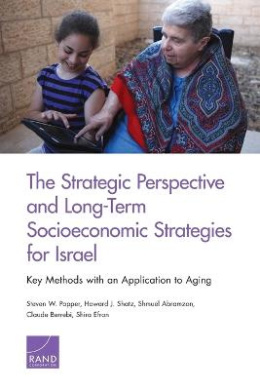 The Strategic Perspective
and Long-Term
Socioeconomic Strategies
for Israel
Key Methods with an Application to Aging
Steven W. Popper, Howard J. Shatz, Shmuel Abramzon,
Claude Berrebi, Shira Efron
RAND
CORPORATION